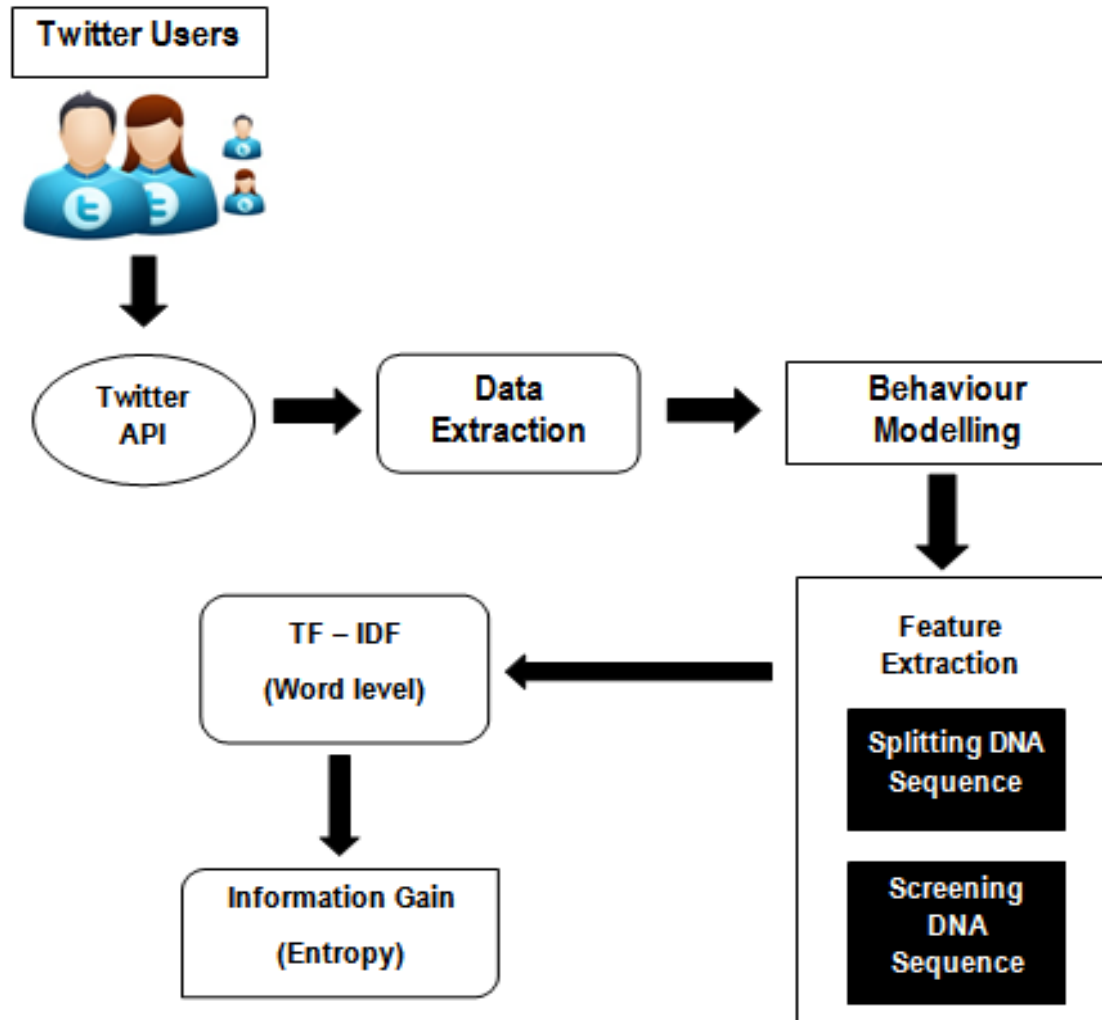 Twitter Users
Twitter
API
Data
Extraction
Behaviour
Modelling
Feature
Extraction
Splitting DNA
Sequence
Screening
DNA
Sequence
TF – IDF
(Word level)
Information Gain
(Entropy)